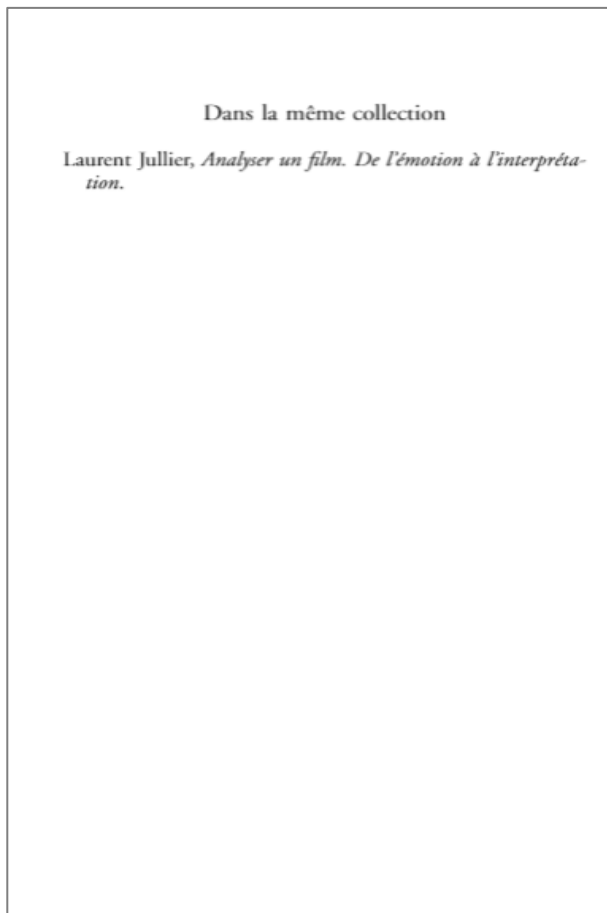 Dans la même collection
Laurent Jullier, Analyser un film. De l'émotion à l'interpréta-
tion.